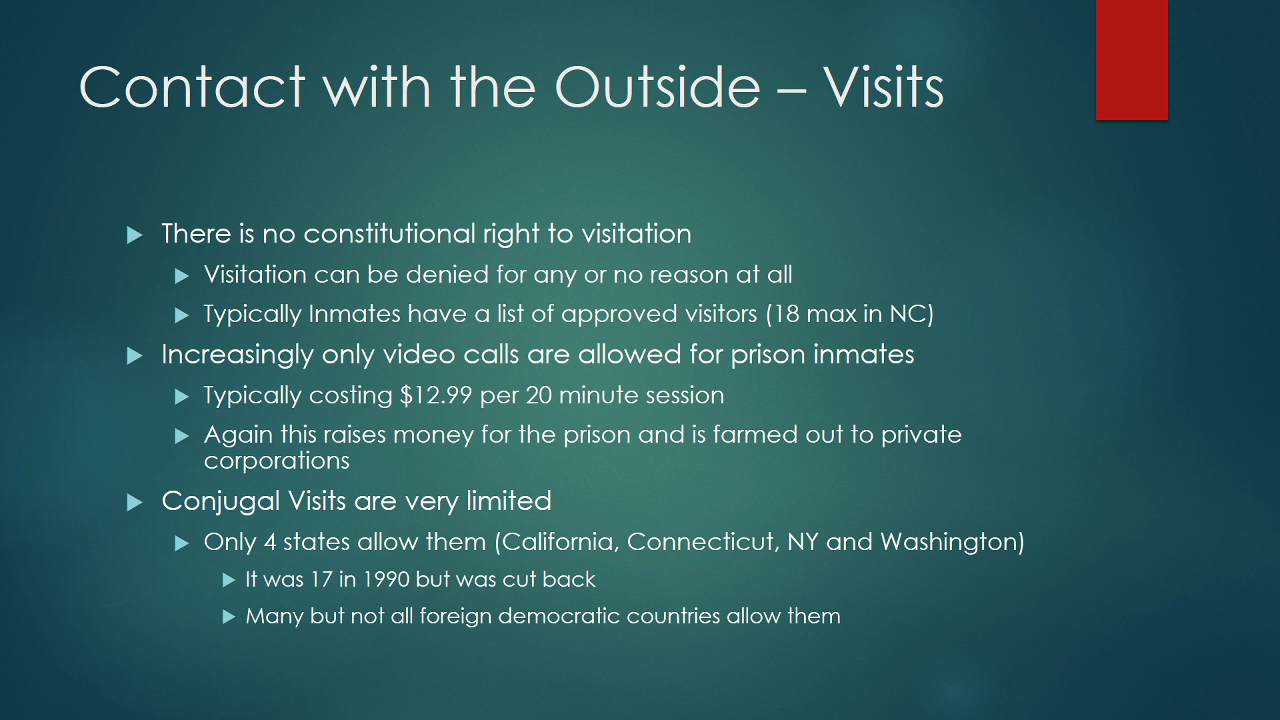 Contact with the Outside – Visits
There is no constitutional right to visitation
Visitation can be denied for any or no reason at all
Typically Inmates have a list of approved visitors (18 max in NC)
Increasingly only video calls are allowed for prison inmates
Typically costing $12.99 per 20 minute session
Again this raises money for the prison and is farmed out to private
corporations
Conjugal Visits are very limited
Only 4 states allow them (California, Connecticut, NY and Washington)
It was 17 in 1990 but was cut back
Many but not all foreign democratic countries allow them